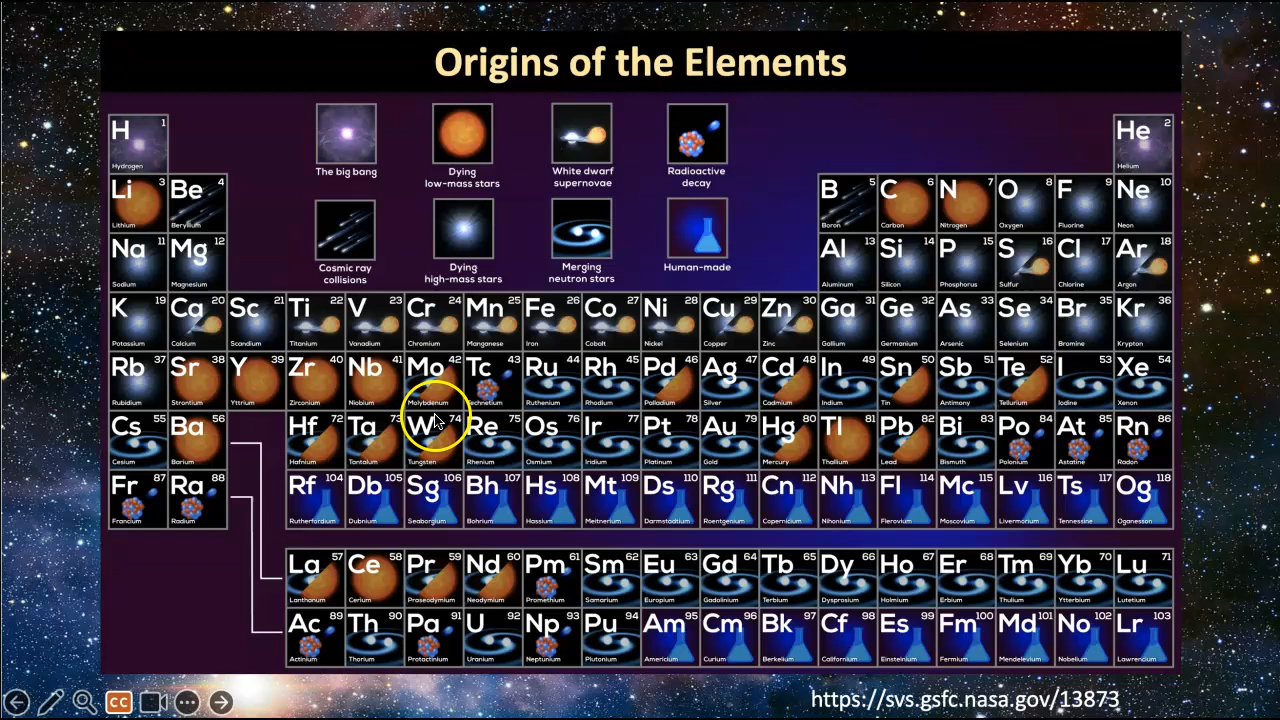 Origins of the Elements
The big bang
Dying
low-mass stars
White dwarf
supernovae
Radioactive
decay
Cosmic ray
collisions
Dying
high-mass stars
Merging
neutron stars
Human-made
H 1 He 2
Hydrogen Helium
Li 3 Be 4 B 5 C 6 N 7 O 8 F 9 Ne 10
Lithium Beryllium Boron Carbon Nitrogen Oxygen Fluorine Neon
Na 11 Mg 12 Al 13 Si 14 P 15 S 16 Cl 17 Ar 18
Sodium Magnesium Aluminum Silicon Phosphorus Sulfur Chlorine Argon
K 19 Ca 20 Sc 21 Ti 22 V 23 Cr 24 Mn 25 Fe 26 Co 27 Ni 28 Cu 29 Zn 30 Ga 31 Ge 32 As 33 Se 34 Br 35 Kr 36
Potassium Calcium Scandium Titanium Vanadium Chromium Manganese Iron Cobalt Nickel Copper Zinc Gallium Germanium Arsenic Selenium Bromine Krypton
Rb 37 Sr 38 Y 39 Zr 40 Nb 41 Mo 42 Tc 43 Ru 44 Rh 45 Pd 46 Ag 47 Cd 48 In 49 Sn 50 Sb 51 Te 52 I 53 Xe 54
Rubidium Strontium Yttrium Zirconium Niobium Molybdenum Technetium Ruthenium Rhodium Palladium Silver Cadmium Indium Tin Antimony Tellurium Iodine Xenon
Cs 55 Ba 56 Hf 72 Ta 73 W 74 Re 75 Os 76 Ir 77 Pt 78 Au 79 Hg 80 Tl 81 Pb 82 Bi 83 Po 84 At 85 Rn 86
Cesium Barium Hafnium Tantalum Tungsten Rhenium Osmium Iridium Platinum Gold Mercury Thallium Lead Bismuth Polonium Astatine Radon
Fr 87 Ra 88 Rf 104 Db 105 Sg 106 Bh 107 Hs 108 Mt 109 Ds 110 Rg 111 Cn 112 Nh 113 Fl 114 Mc 115 Lv 116 Ts 117 Og 118
Francium Radium Rutherfordium Dubnium Seaborgium Bohrium Hassium Meitnerium Darmstadtium Roentgenium Copernicium Nihonium Flerovium Moscovium Livermorium Tennessine Oganesson
La 57 Ce 58 Pr 59 Nd 60 Pm 61 Sm 62 Eu 63 Gd 64 Tb 65 Dy 66 Ho 67 Er 68 Tm 69 Yb 70 Lu 71
Lanthanum Cerium Praseodymium Neodymium Promethium Samarium Europium Gadolinium Terbium Dysprosium Holmium Erbium Thulium Ytterbium Lutetium
Ac 89 Th 90 Pa 91 U 92 Np 93 Pu 94 Am 95 Cm 96 Bk 97 Cf 98 Es 99 Fm 100 Md 101 No 102 Lr 103
Actinium Thorium Protactinium Uranium Neptunium Plutonium Americium Curium Berkelium Californium Einsteinium Fermium Mendelevium Nobelium Lawrencium
CC
https://svs.gsfc.nasa.gov/13873